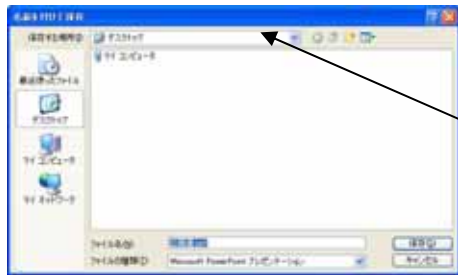 名前を付けて保存
保存する場所(I):
デスクトップ
マイ コンピュータ
最近使ったファイル
デスクトップ
マイ コンピュータ
マイ ネットワーク
ファイル名(N):
保存(S)
ファイルの種類(T):
Microsoft PowerPoint プレゼンテーション
キャンセル